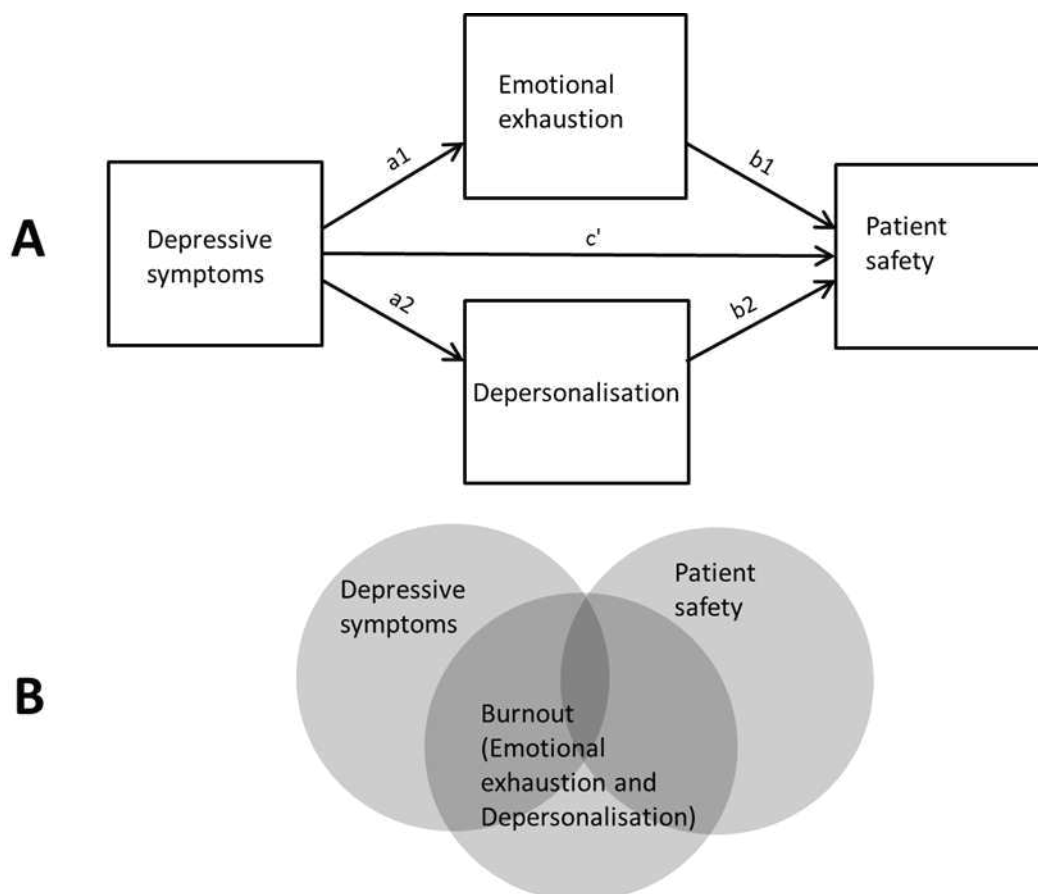 A
Depressive
symptoms
a1
Emotional
exhaustion
b1
c'
Patient
safety
a2
Depersonalisation
b2
B
Depressive
symptoms
Patient
safety
Burnout
(Emotional
exhaustion and
Depersonalisation)